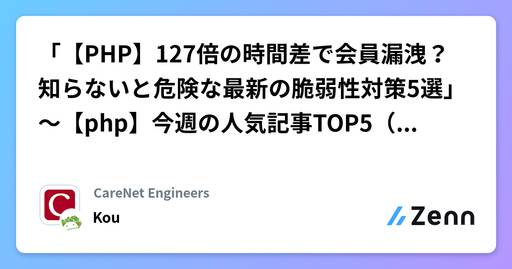 「【PHP】127倍の時間差で会員漏洩？
知らないと危険な最新の脆弱性対策5選」
～【php】今週の人気記事TOP5（...
CareNet Engineers
Kou
Zenn